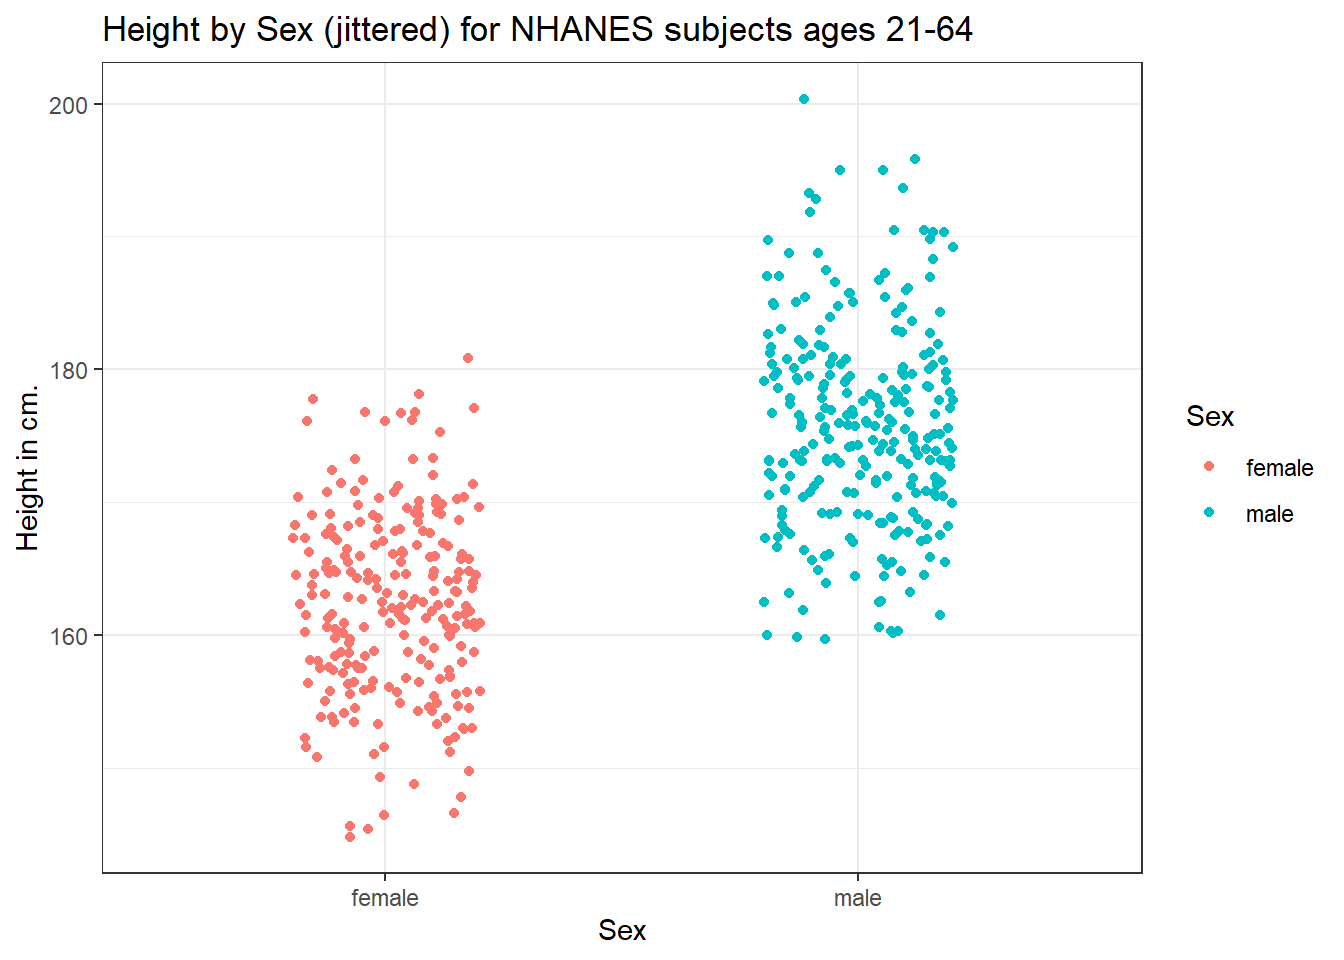 Height by Sex (jittered) for NHANES subjects ages 21-64
Height in cm.
200
180
160
female
male
Sex
Sex
female
male